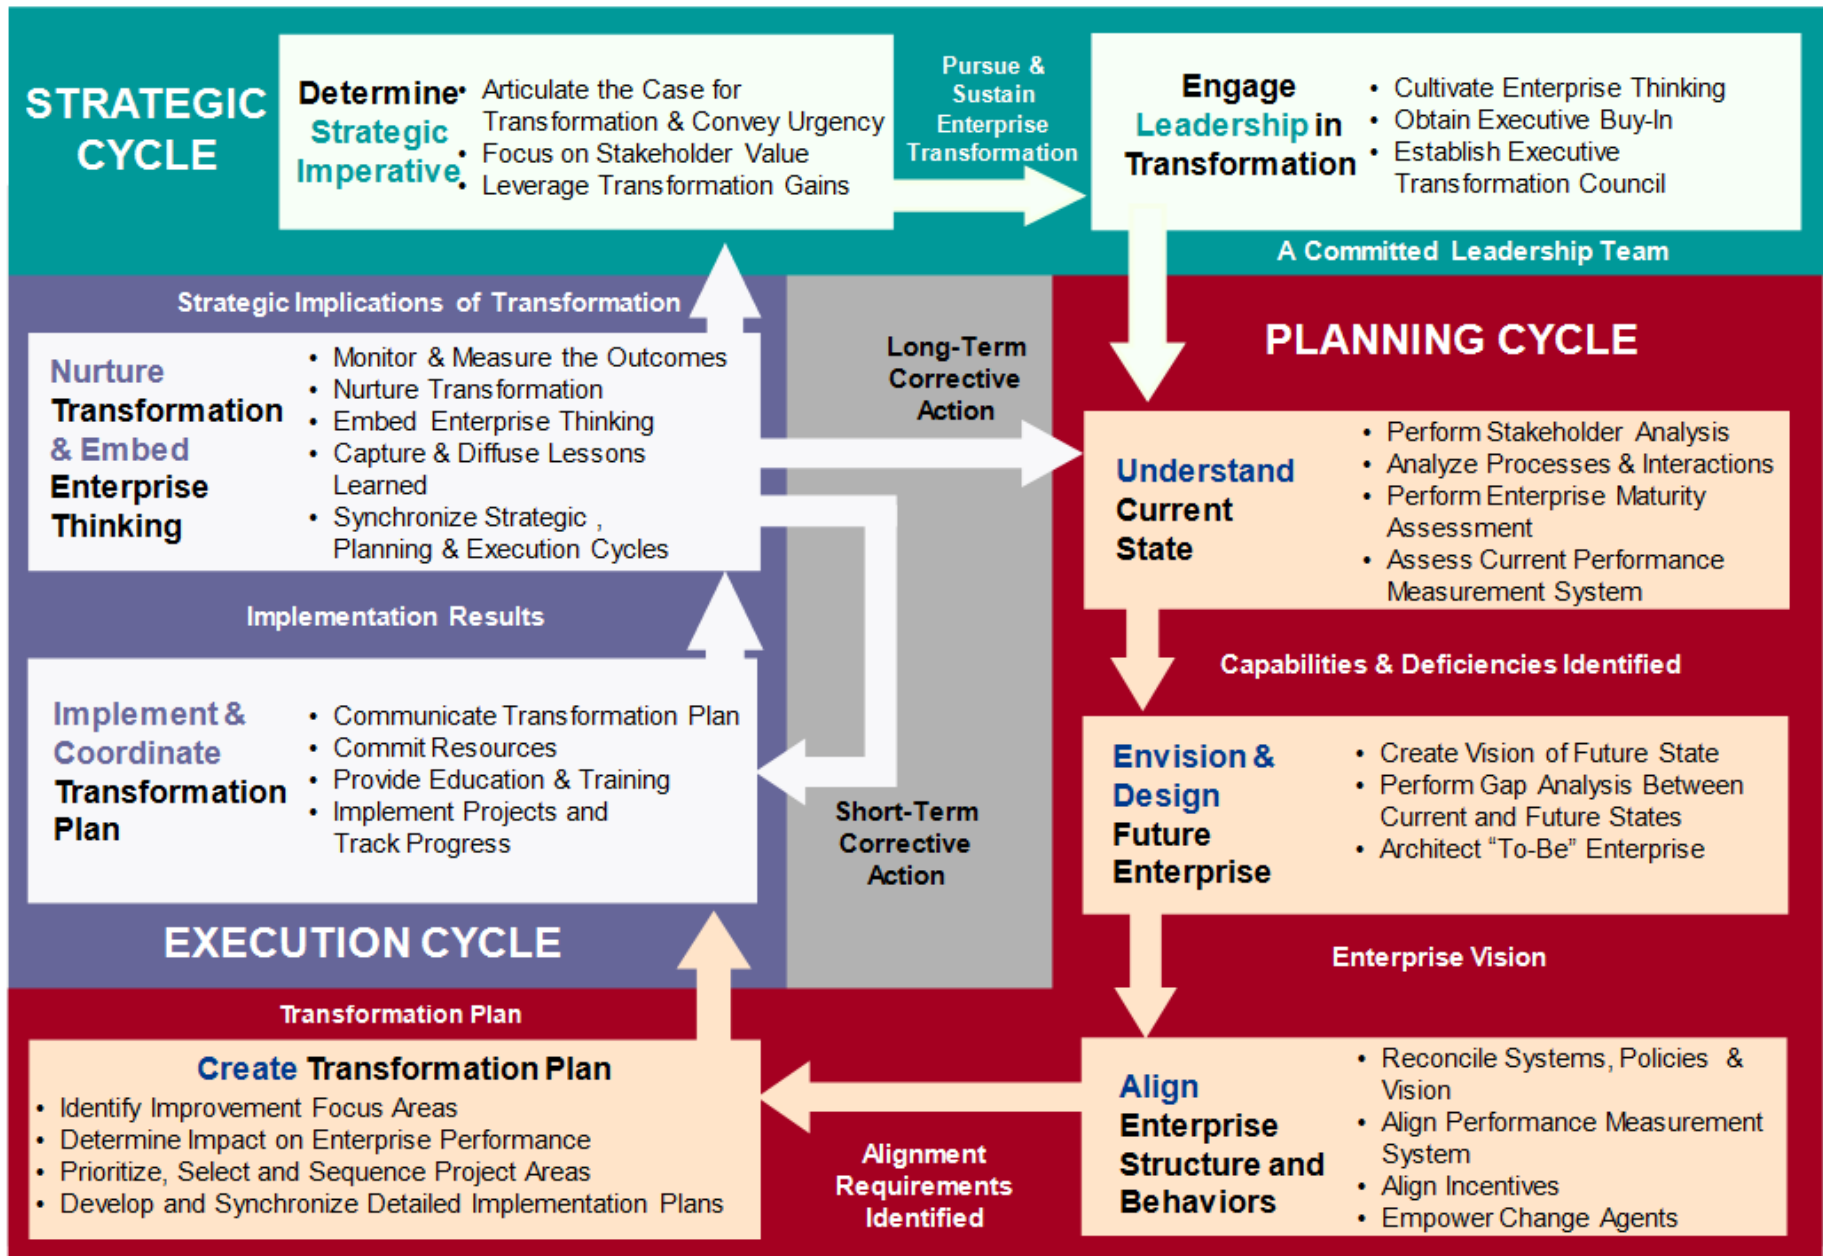 STRATEGIC
CYCLE
Determine
Strategic
Imperative
• Articulate the Case for
Transformation & Convey Urgency
• Focus on Stakeholder Value
• Leverage Transformation Gains
Pursue &
Sustain
Enterprise
Transformation
Engage
Leadership in
Transformation
• Cultivate Enterprise Thinking
• Obtain Executive Buy-In
• Establish Executive
Transformation Council
A Committed Leadership Team
Strategic Implications of Transformation
Nurture
Transformation
& Embed
Enterprise
Thinking
• Monitor & Measure the Outcomes
• Nurture Transformation
• Embed Enterprise Thinking
• Capture & Diffuse Lessons
Learned
• Synchronize Strategic ,
Planning & Execution Cycles
Long-Term
Corrective
Action
PLANNING CYCLE
Understand
Current
State
• Perform Stakeholder Analysis
• Analyze Processes & Interactions
• Perform Enterprise Maturity
Assessment
• Assess Current Performance
Measurement System
Implementation Results
Capabilities & Deficiencies Identified
Implement &
Coordinate
Transformation
Plan
• Communicate Transformation Plan
• Commit Resources
• Provide Education & Training
• Implement Projects and
Track Progress
Short-Term
Corrective
Action
Envision &
Design
Future
Enterprise
• Create Vision of Future State
• Perform Gap Analysis Between
Current and Future States
• Architect “To-Be” Enterprise
EXECUTION CYCLE
Enterprise Vision
Transformation Plan
Create Transformation Plan
• Identify Improvement Focus Areas
• Determine Impact on Enterprise Performance
• Prioritize, Select and Sequence Project Areas
• Develop and Synchronize Detailed Implementation Plans
Alignment
Requirements
Identified
Align
Enterprise
Structure and
Behaviors
• Reconcile Systems, Policies &
Vision
• Align Performance Measurement
System
• Align Incentives
• Empower Change Agents